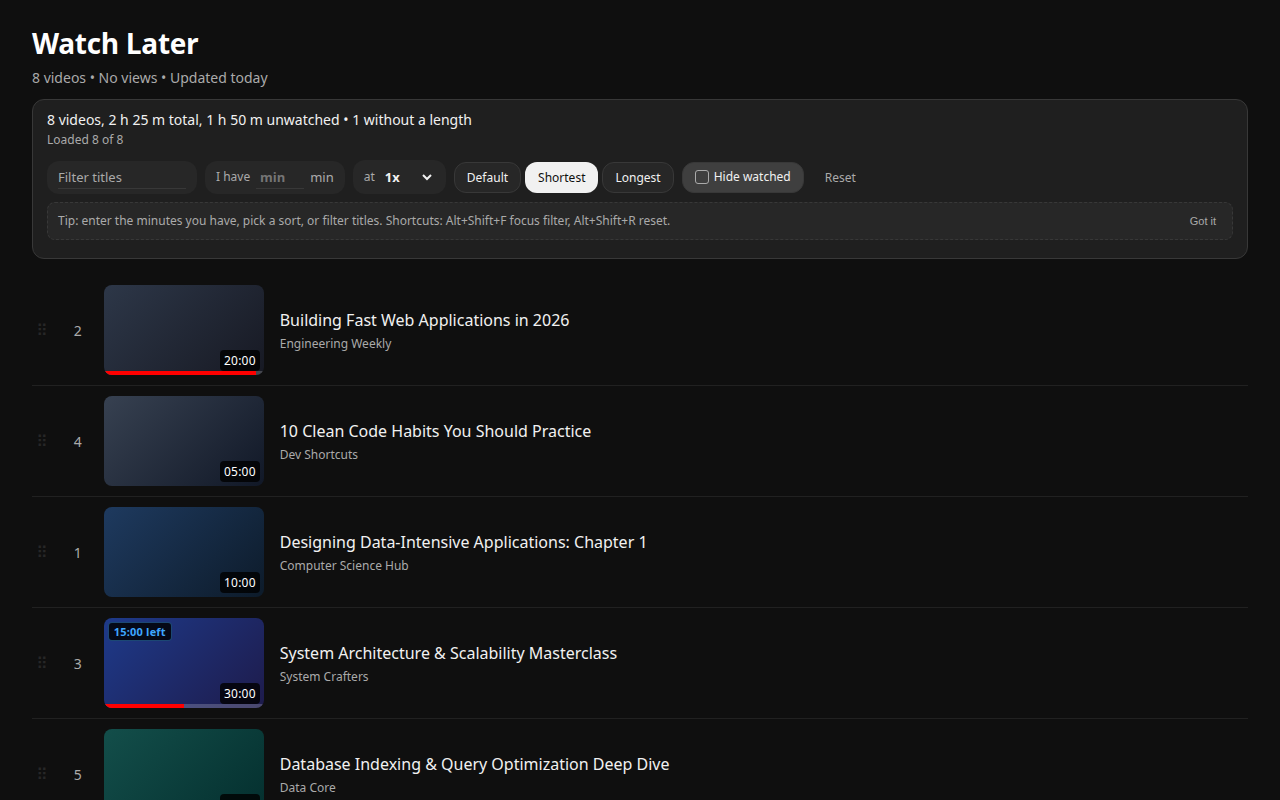 Watch Later
8 videos • No views • Updated today
8 videos, 2 h 25 m total, 1 h 50 m unwatched • 1 without a length
Loaded 8 of 8
Filter titles
I have min min
at 1x
Default
Shortest
Longest
Hide watched
Reset
Tip: enter the minutes you have, pick a sort, or filter titles. Shortcuts: Alt+Shift+F focus filter, Alt+Shift+R reset.
Got it
2
20:00
Building Fast Web Applications in 2026
Engineering Weekly
4
05:00
10 Clean Code Habits You Should Practice
Dev Shortcuts
1
10:00
Designing Data-Intensive Applications: Chapter 1
Computer Science Hub
3
15:00 left
30:00
System Architecture & Scalability Masterclass
System Crafters
5
Database Indexing & Query Optimization Deep Dive
Data Core